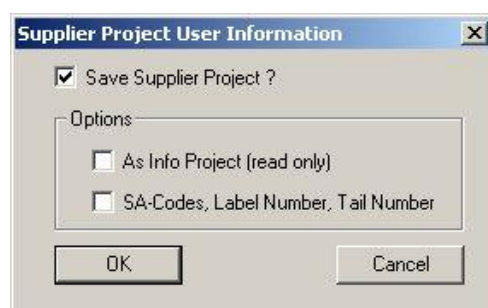 Supplier Project User Information
Save Supplier Project ?
Options
As Info Project (read only)
SA-Codes, Label Number, Tail Number
OK Cancel